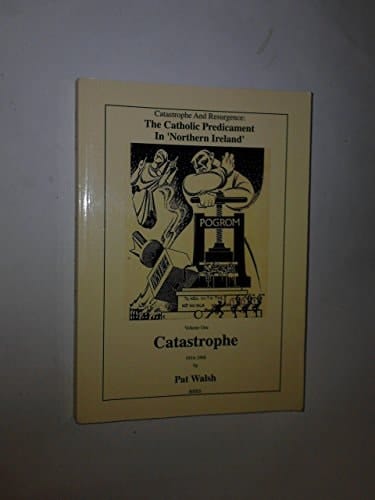 Catastrophe And Resurgence:
The Catholic Predicament
In 'Northern Ireland'
POGROM
Volume One
Catastrophe
1914-1968
by
Pat Walsh